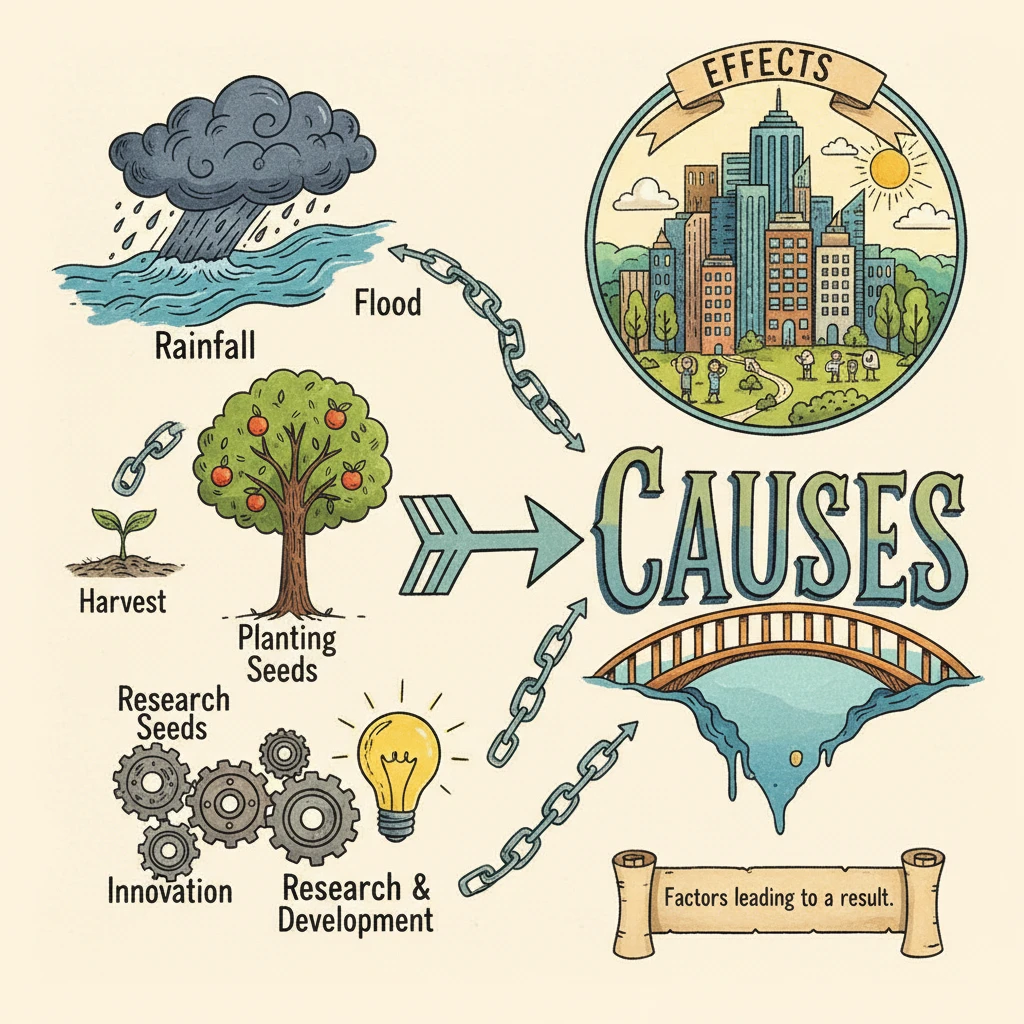 EFFECTS
Flood
Rainfall
CAUSES
Harvest
Planting
Seeds
Research
Seeds
Innovation
Research &
Development
Factors leading to a result.